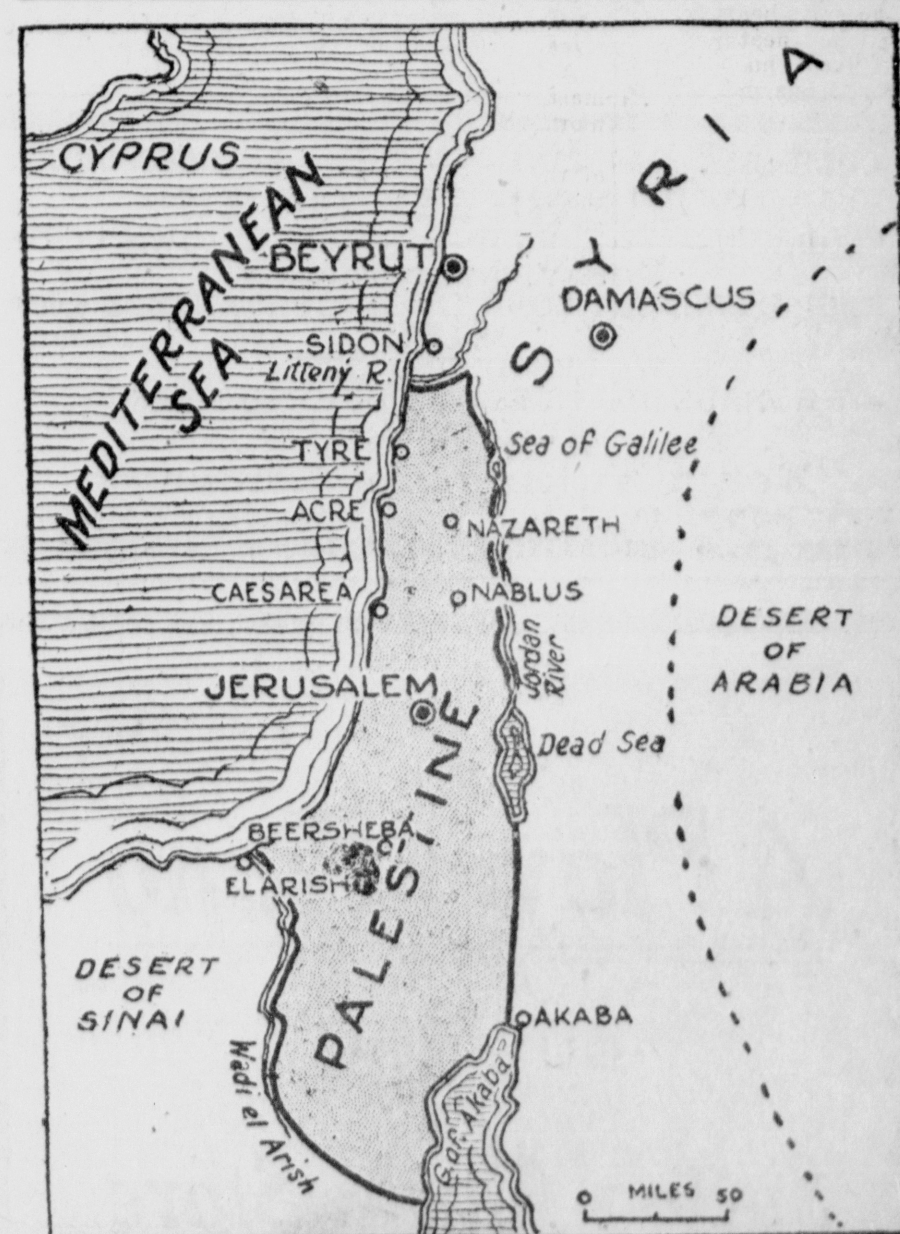 CYPRUS
MEDITERRANEAN
SEA
SYRIA
BEYRUT
DAMASCUS
SIDON
Litteny R.
TYRE
Sea of Galilee
ACRE
NAZARETH
CAESAREA
NABLUS
Jordan
River
DESERT
OF
ARABIA
JERUSALEM
PALESTINE
Dead Sea
BEERSHEBA
EL ARISH
DESERT
OF
SINAI
AKABA
Wadi el Arish
G. of Akaba
0 MILES 50